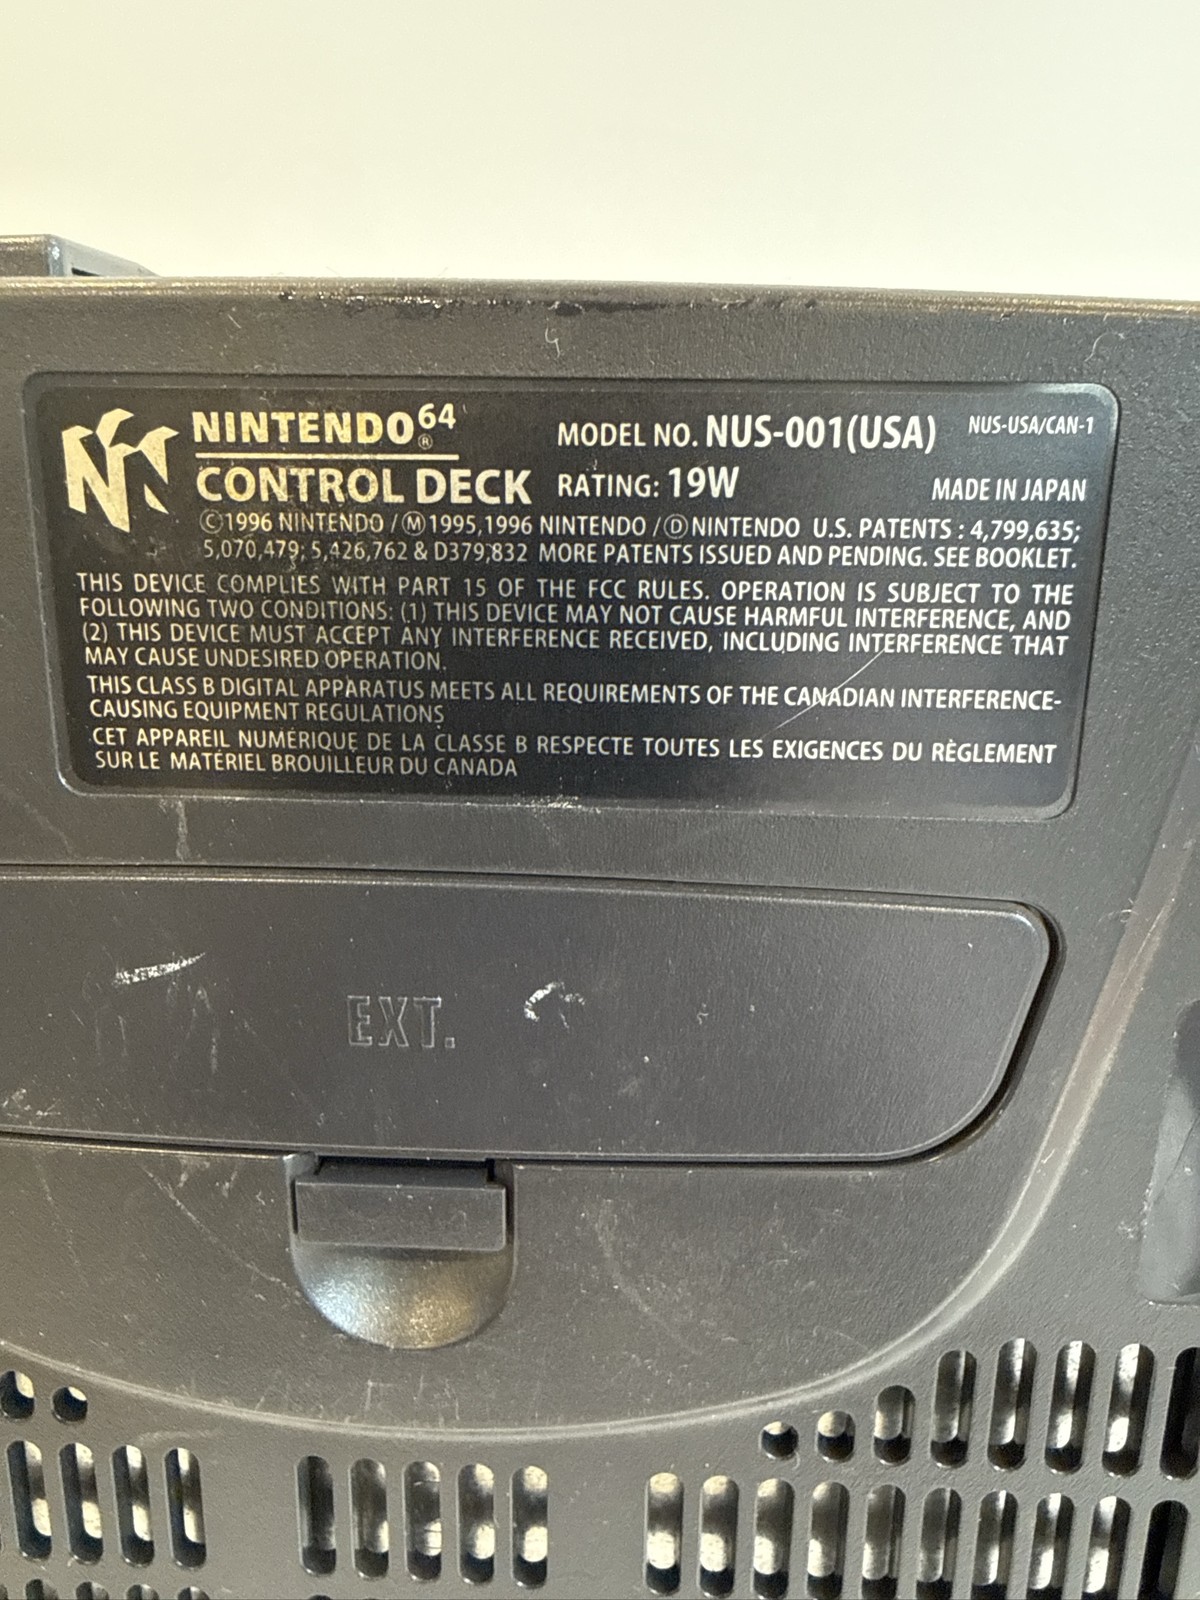 NINTENDO64®
CONTROL DECK
MODEL NO. NUS-001(USA) NUS-USA/CAN-1
RATING: 19W MADE IN JAPAN
Ⓒ1996 NINTENDO /Ⓜ1995,1996 NINTENDO /ⒹNINTENDO U.S. PATENTS : 4,799,635;
5,070,479; 5,426,762 & D379,832 MORE PATENTS ISSUED AND PENDING. SEE BOOKLET.
THIS DEVICE COMPLIES WITH PART 15 OF THE FCC RULES. OPERATION IS SUBJECT TO THE
FOLLOWING TWO CONDITIONS: (1) THIS DEVICE MAY NOT CAUSE HARMFUL INTERFERENCE, AND
(2) THIS DEVICE MUST ACCEPT ANY INTERFERENCE RECEIVED, INCLUDING INTERFERENCE THAT
MAY CAUSE UNDESIRED OPERATION.
THIS CLASS B DIGITAL APPARATUS MEETS ALL REQUIREMENTS OF THE CANADIAN INTERFERENCE-
CAUSING EQUIPMENT REGULATIONS
CET APPAREIL NUMÉRIQUE DE LA CLASSE B RESPECTE TOUTES LES EXIGENCES DU RÈGLEMENT
SUR LE MATÉRIEL BROUILLEUR DU CANADA
EXT.